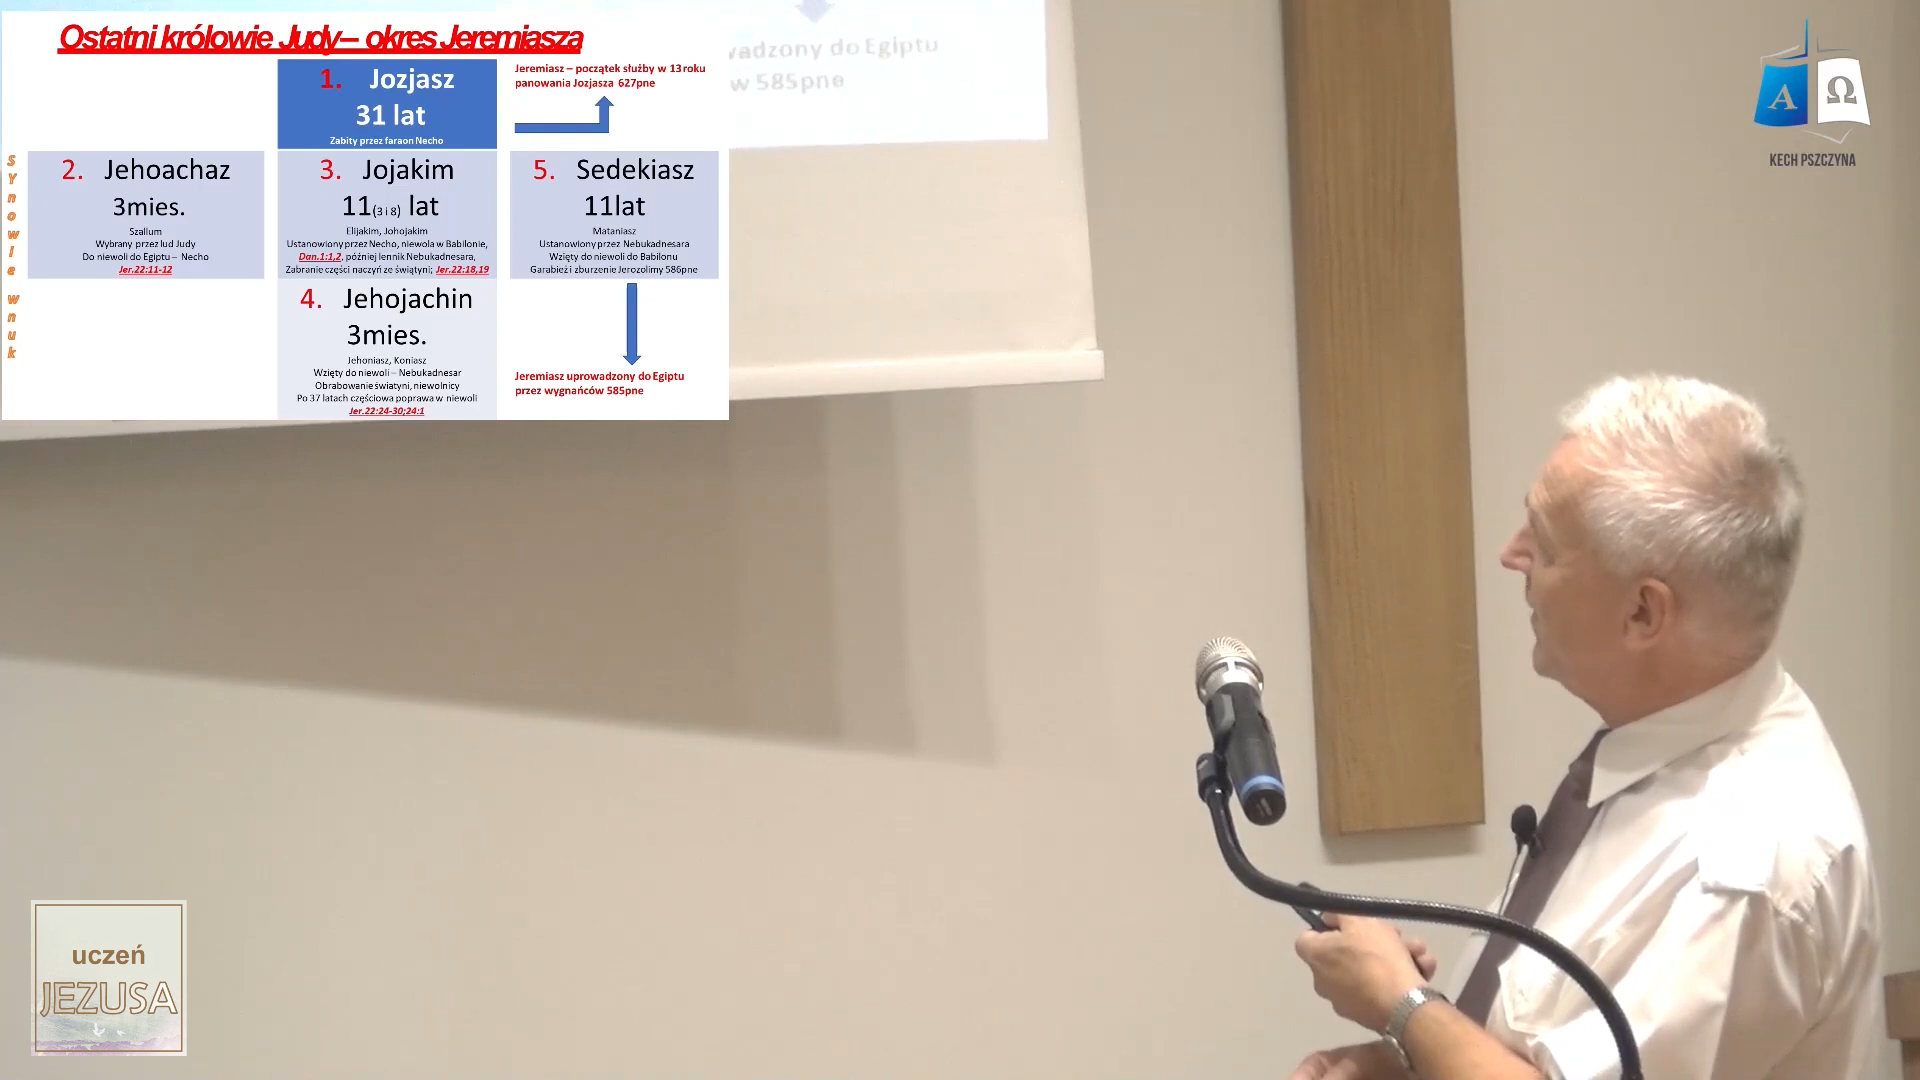 Ostatni królowie Judy – okres Jeremiasza
1. Jozjasz
31 lat
Zabity przez faraon Necho
Jeremiasz – początek służby w 13 roku
panowania Jozjasza 627pne
Synowie wnuk
2. Jehoachaz
3mies.
Szallum
Wybrany przez lud Judy
Do niewoli do Egiptu – Necho
Jer.22:11-12
3. Jojakim
11(3 i 8) lat
Elijakim, Johojakim
Ustanowiony przez Necho, niewola w Babilonie,
Dan.1:1,2, później lennik Nebukadnesara,
Zabranie części naczyń ze świątyni; Jer.22:18,19
5. Sedekiasz
11lat
Mataniasz
Ustanowiony przez Nebukadnesara
Wzięty do niewoli do Babilonu
Garabież i zburzenie Jerozolimy 586pne
4. Jehojachin
3mies.
Jehoniasz, Koniasz
Wzięty do niewoli – Nebukadnesar
Obrabowanie światyni, niewolnicy
Po 37 latach częściowa poprawa w niewoli
Jer.22:24-30;24:1
Jeremiasz uprowadzony do Egiptu
przez wygnańców 585pne
wadzony do Egiptu
w 585pne
A Ω
KECH PSZCZYNA
uczeń
JEZUSA